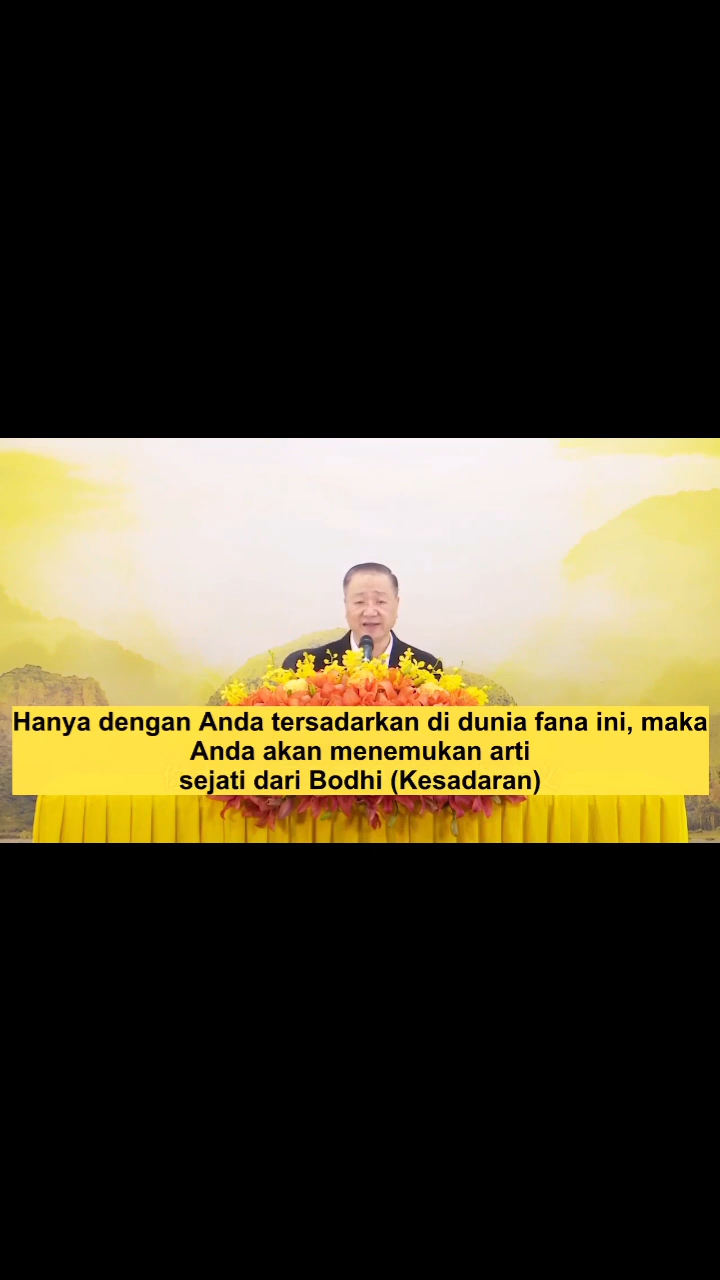 Hanya dengan Anda tersadarkan di dunia fana ini, maka
Anda akan menemukan arti
sejati dari Bodhi (Kesadaran)